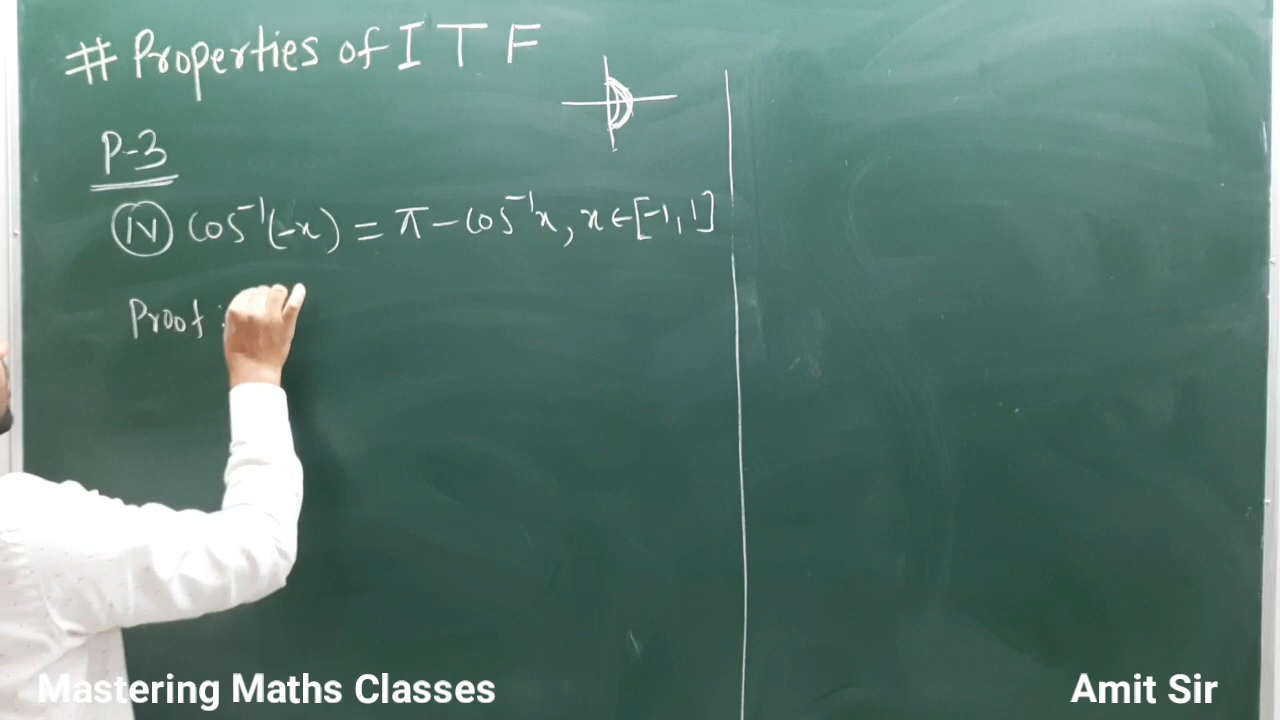 # Properties of I T F
P-3
(IV) cos⁻¹(-x) = π - cos⁻¹x, x ∈ [-1, 1]
Proof :
Mastering Maths Classes
Amit Sir